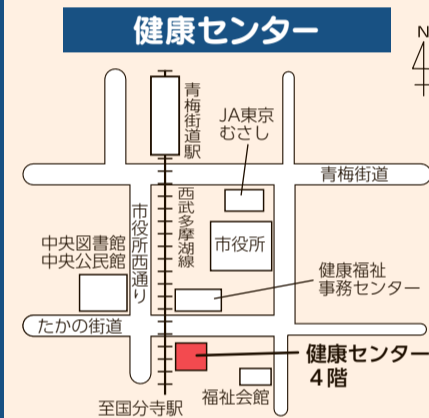 健康センター
N
青梅街道駅
JA東京
むさし
青梅街道
西武多摩湖線
市役所西通り
市役所
中央図書館
中央公民館
健康福祉
事務センター
たかの街道
健康センター
4階
福祉会館
至国分寺駅